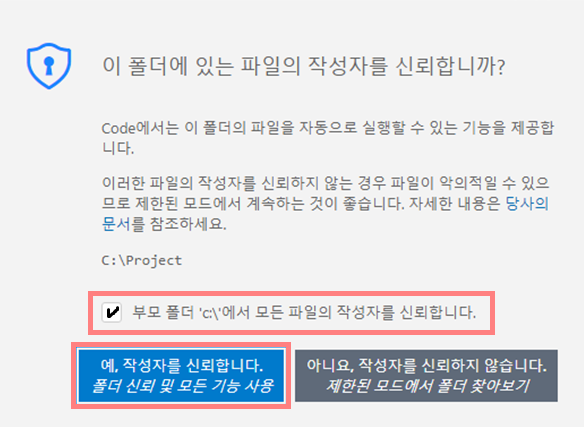 이 폴더에 있는 파일의 작성자를 신뢰합니까?
Code에서는 이 폴더의 파일을 자동으로 실행할 수 있는 기능을 제공합
니다.
이러한 파일의 작성자를 신뢰하지 않는 경우 파일이 악의적일 수 있으
므로 제한된 모드에서 계속하는 것이 좋습니다. 자세한 내용은 당사의
문서를 참조하세요.
C:\Project
부모 폴더 'c:\'에서 모든 파일의 작성자를 신뢰합니다.
예, 작성자를 신뢰합니다.
폴더 신뢰 및 모든 기능 사용
아니요, 작성자를 신뢰하지 않습니다.
제한된 모드에서 폴더 찾아보기